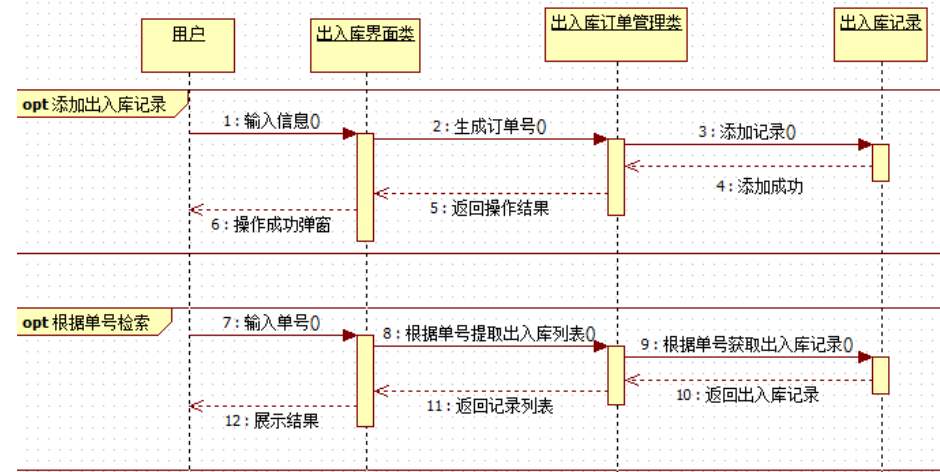 用户
出入库界面类
出入库订单管理类
出入库记录
opt 添加出入库记录
1 : 输入信息()
2 : 生成订单号()
3 : 添加记录()
4 : 添加成功
5 : 返回操作结果
6 : 操作成功弹窗
opt 根据单号检索
7 : 输入单号()
8 : 根据单号提取出入库列表()
9 : 根据单号获取出入库记录()
10 : 返回出入库记录
11 : 返回记录列表
12 : 展示结果